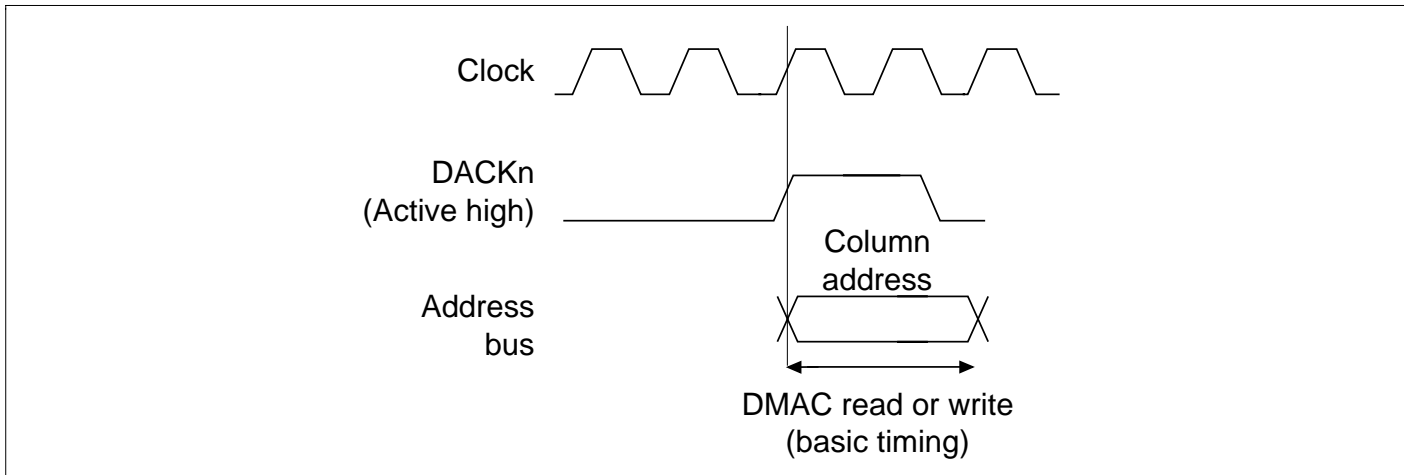 Clock
DACKn
(Active high)
Column
address
Address
bus
DMAC read or write
(basic timing)